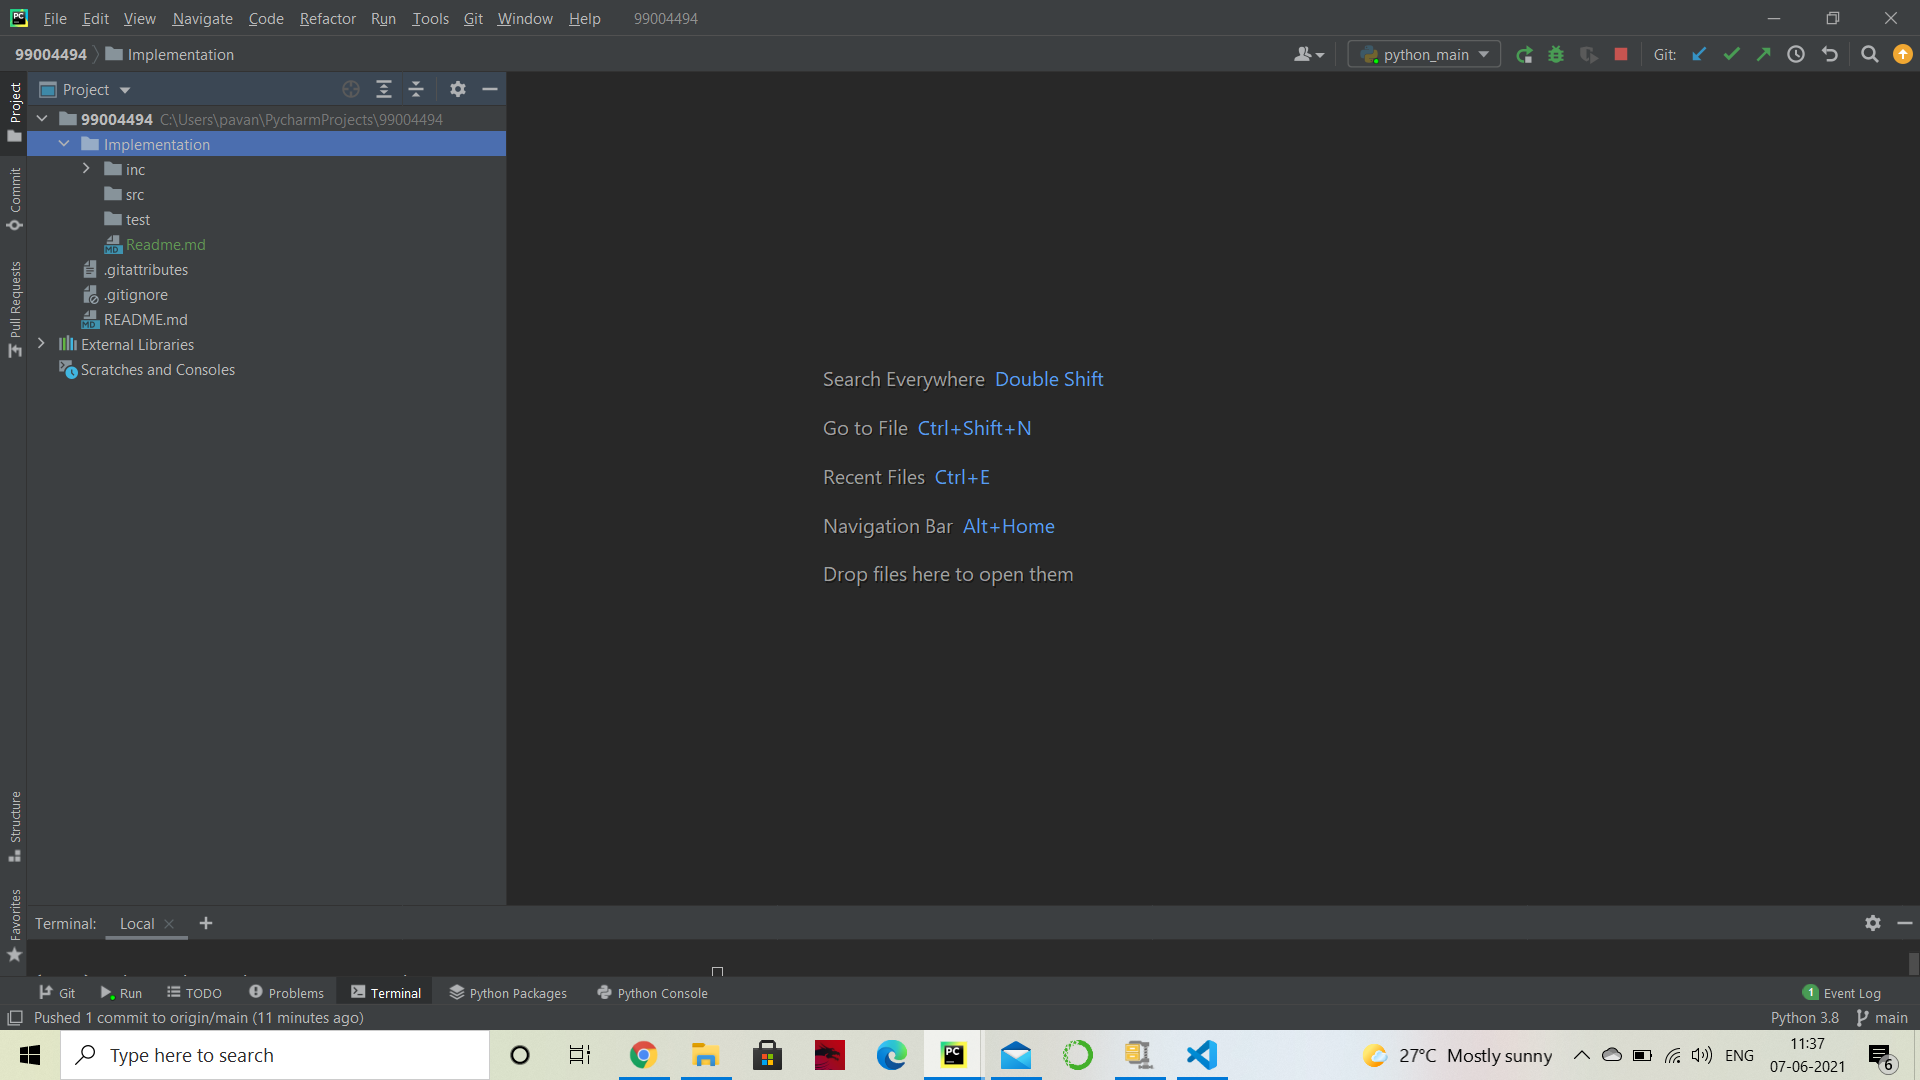 File Edit View Navigate Code Refactor Run Tools Git Window Help 99004494
99004494 Implementation
python_main Git:
Project
99004494 C:\Users\pavan\PycharmProjects\99004494
Implementation
inc
src
test
Readme.md
.gitattributes
.gitignore
README.md
External Libraries
Scratches and Consoles
Project
Commit
Pull Requests
Structure
Favorites
Search Everywhere Double Shift
Go to File Ctrl+Shift+N
Recent Files Ctrl+E
Navigation Bar Alt+Home
Drop files here to open them
Terminal: Local
Git Run TODO Problems Terminal Python Packages Python Console 1 Event Log
Pushed 1 commit to origin/main (11 minutes ago) Python 3.8 main
Type here to search
27°C Mostly sunny ENG
11:37
07-06-2021
6